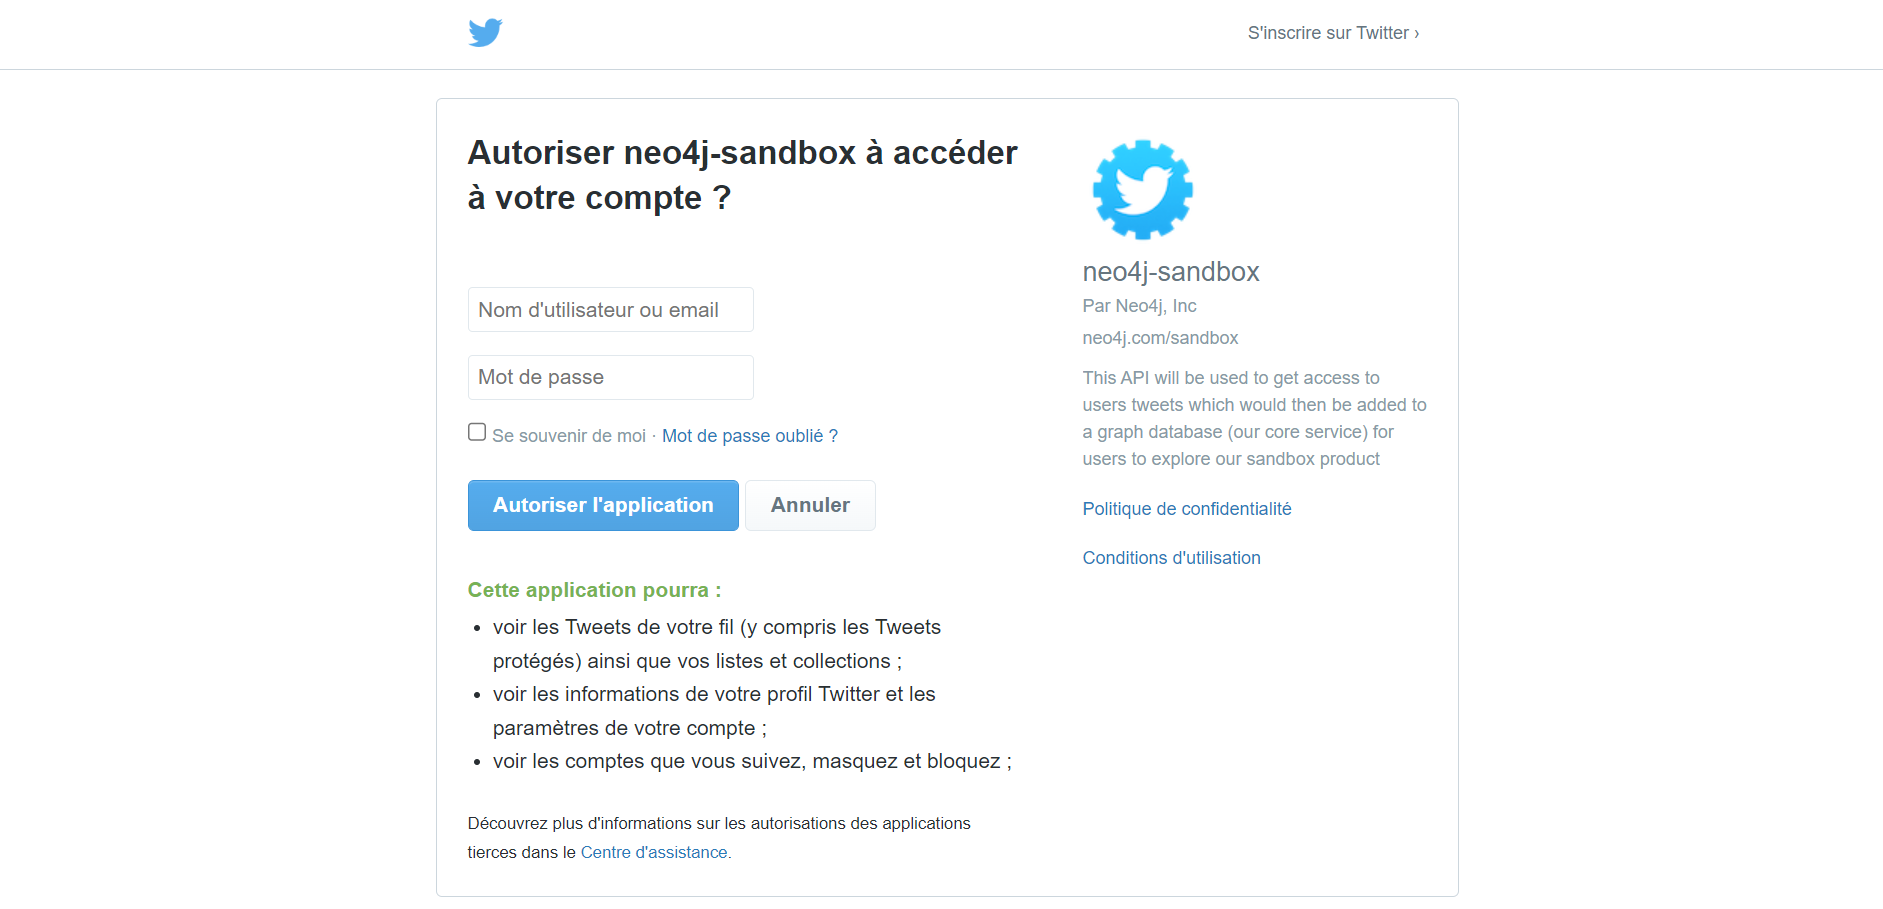 S'inscrire sur Twitter ›
Autoriser neo4j-sandbox à accéder
à votre compte ?
Nom d'utilisateur ou email
Mot de passe
Se souvenir de moi · Mot de passe oublié ?
Autoriser l'application
Annuler
Cette application pourra :
• voir les Tweets de votre fil (y compris les Tweets
protégés) ainsi que vos listes et collections ;
• voir les informations de votre profil Twitter et les
paramètres de votre compte ;
• voir les comptes que vous suivez, masquez et bloquez ;
Découvrez plus d'informations sur les autorisations des applications
tierces dans le Centre d'assistance.
neo4j-sandbox
Par Neo4j, Inc
neo4j.com/sandbox
This API will be used to get access to
users tweets which would then be added to
a graph database (our core service) for
users to explore our sandbox product
Politique de confidentialité
Conditions d'utilisation